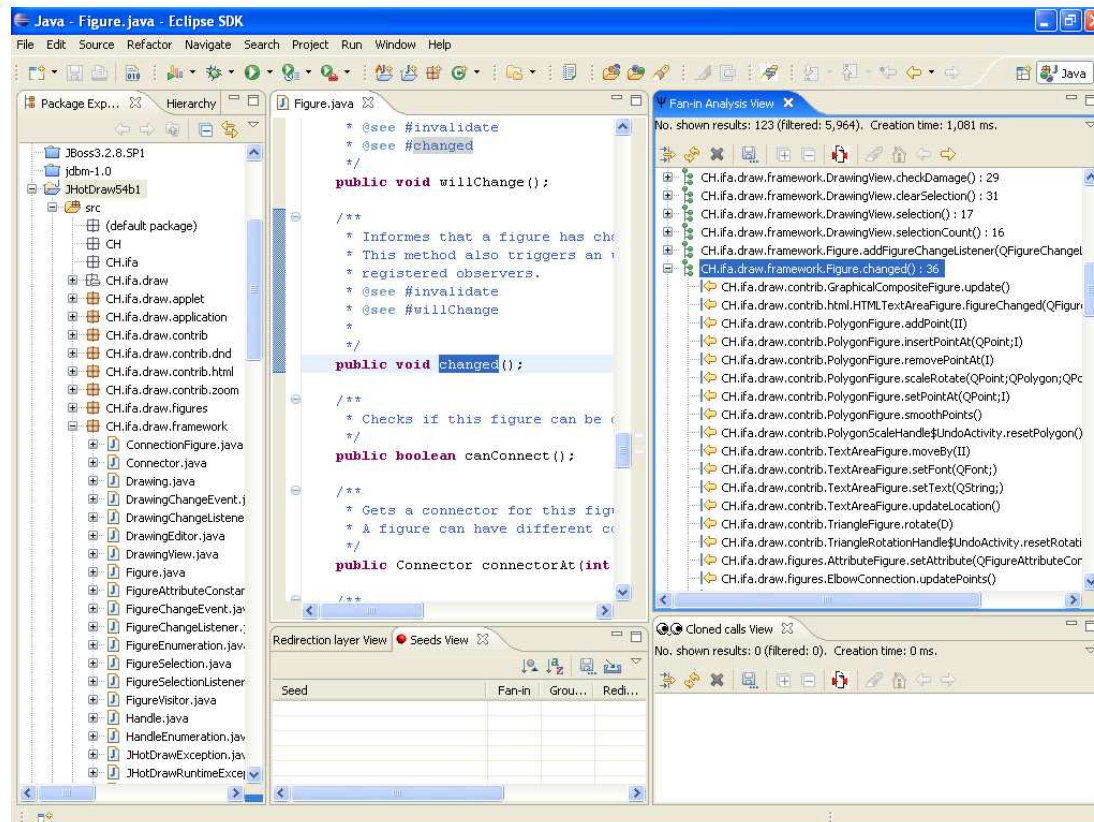 Java - Figure.java - Eclipse SDK
File Edit Source Refactor Navigate Search Project Run Window Help
Java
Package Exp...
Hierarchy
JBoss3.2.8.SP1
jdbm-1.0
JHotDraw54b1
src
(default package)
CH
CH.ifa
CH.ifa.draw
CH.ifa.draw.applet
CH.ifa.draw.application
CH.ifa.draw.contrib
CH.ifa.draw.contrib.dnd
CH.ifa.draw.contrib.html
CH.ifa.draw.contrib.zoom
CH.ifa.draw.figures
CH.ifa.draw.framework
ConnectionFigure.java
Connector.java
Drawing.java
DrawingChangeEvent.j
DrawingChangeListene
DrawingEditor.java
DrawingView.java
Figure.java
FigureAttributeConstar
FigureChangeEvent.jav
FigureChangeListener.
FigureEnumeration.jav
FigureSelection.java
FigureSelectionListener
FigureVisitor.java
Handle.java
HandleEnumeration.jav
JHotDrawException.jav
JHotDrawRuntimeExcep
Figure.java
* @see #invalidate
* @see #changed
*/
public void willChange();
/**
* Informes that a figure has cha
* This method also triggers an u
* registered observers.
* @see #invalidate
* @see #willChange
*
*/
public void changed();
/**
* Checks if this figure can be c
*/
public boolean canConnect();
/**
* Gets a connector for this figu
* A figure can have different co
*/
public Connector connectorAt(int
/**
Redirection layer View
Seeds View
Seed Fan-in Grou... Redi...
Fan-in Analysis View
No. shown results: 123 (filtered: 5,964). Creation time: 1,081 ms.
CH.ifa.draw.framework.DrawingView.checkDamage() : 29
CH.ifa.draw.framework.DrawingView.clearSelection() : 31
CH.ifa.draw.framework.DrawingView.selection() : 17
CH.ifa.draw.framework.DrawingView.selectionCount() : 16
CH.ifa.draw.framework.Figure.addFigureChangeListener(QFigureChangeL
CH.ifa.draw.framework.Figure.changed() : 36
CH.ifa.draw.contrib.GraphicalCompositeFigure.update()
CH.ifa.draw.contrib.html.HTMLTextAreaFigure.figureChanged(QFigur
CH.ifa.draw.contrib.PolygonFigure.addPoint(II)
CH.ifa.draw.contrib.PolygonFigure.insertPointAt(QPoint;I)
CH.ifa.draw.contrib.PolygonFigure.removePointAt(I)
CH.ifa.draw.contrib.PolygonFigure.scaleRotate(QPoint;QPolygon;QPo
CH.ifa.draw.contrib.PolygonFigure.setPointAt(QPoint;I)
CH.ifa.draw.contrib.PolygonFigure.smoothPoints()
CH.ifa.draw.contrib.PolygonScaleHandle$UndoActivity.resetPolygon()
CH.ifa.draw.contrib.TextAreaFigure.moveBy(II)
CH.ifa.draw.contrib.TextAreaFigure.setFont(QFont;)
CH.ifa.draw.contrib.TextAreaFigure.setText(QString;)
CH.ifa.draw.contrib.TextAreaFigure.updateLocation()
CH.ifa.draw.contrib.TriangleFigure.rotate(D)
CH.ifa.draw.contrib.TriangleRotationHandle$UndoActivity.resetRotati
CH.ifa.draw.figures.AttributeFigure.setAttribute(QFigureAttributeCor
CH.ifa.draw.figures.ElbowConnection.updatePoints()
Cloned calls View
No. shown results: 0 (filtered: 0). Creation time: 0 ms.